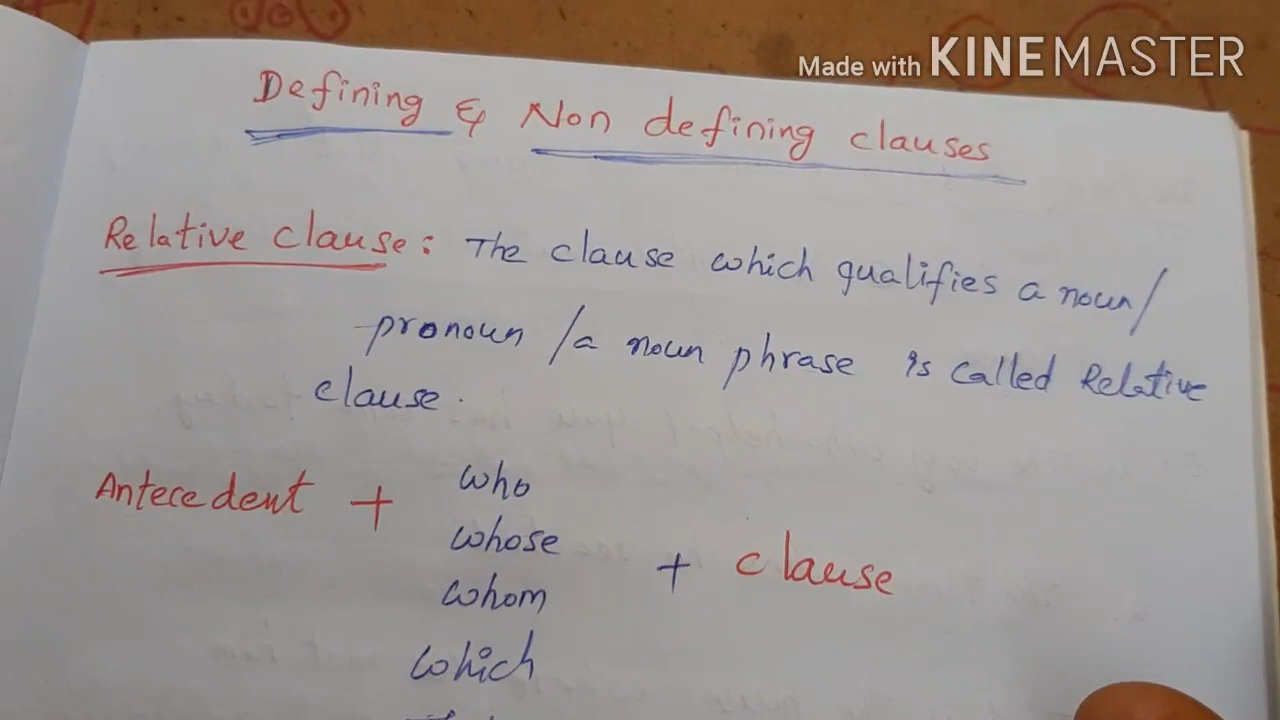 Made with KINEMASTER
Defining & Non defining clauses
Relative clause: The clause which qualifies a noun/
pronoun /a noun phrase is called Relative
clause.
Antecedent + who
whose
whom + clause
which